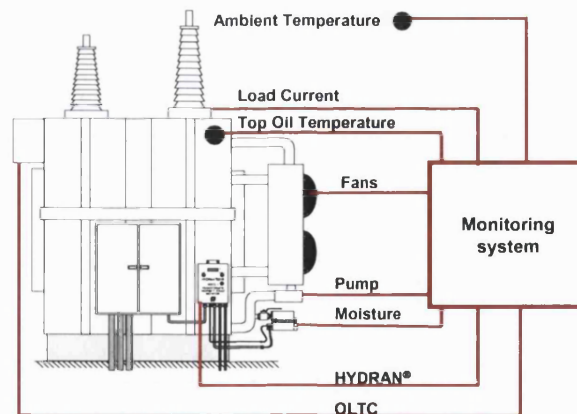 Ambient Temperature
Load Current
Top Oil Temperature
Fans
Monitoring
system
Pump
Moisture
HYDRAN®
OLTC